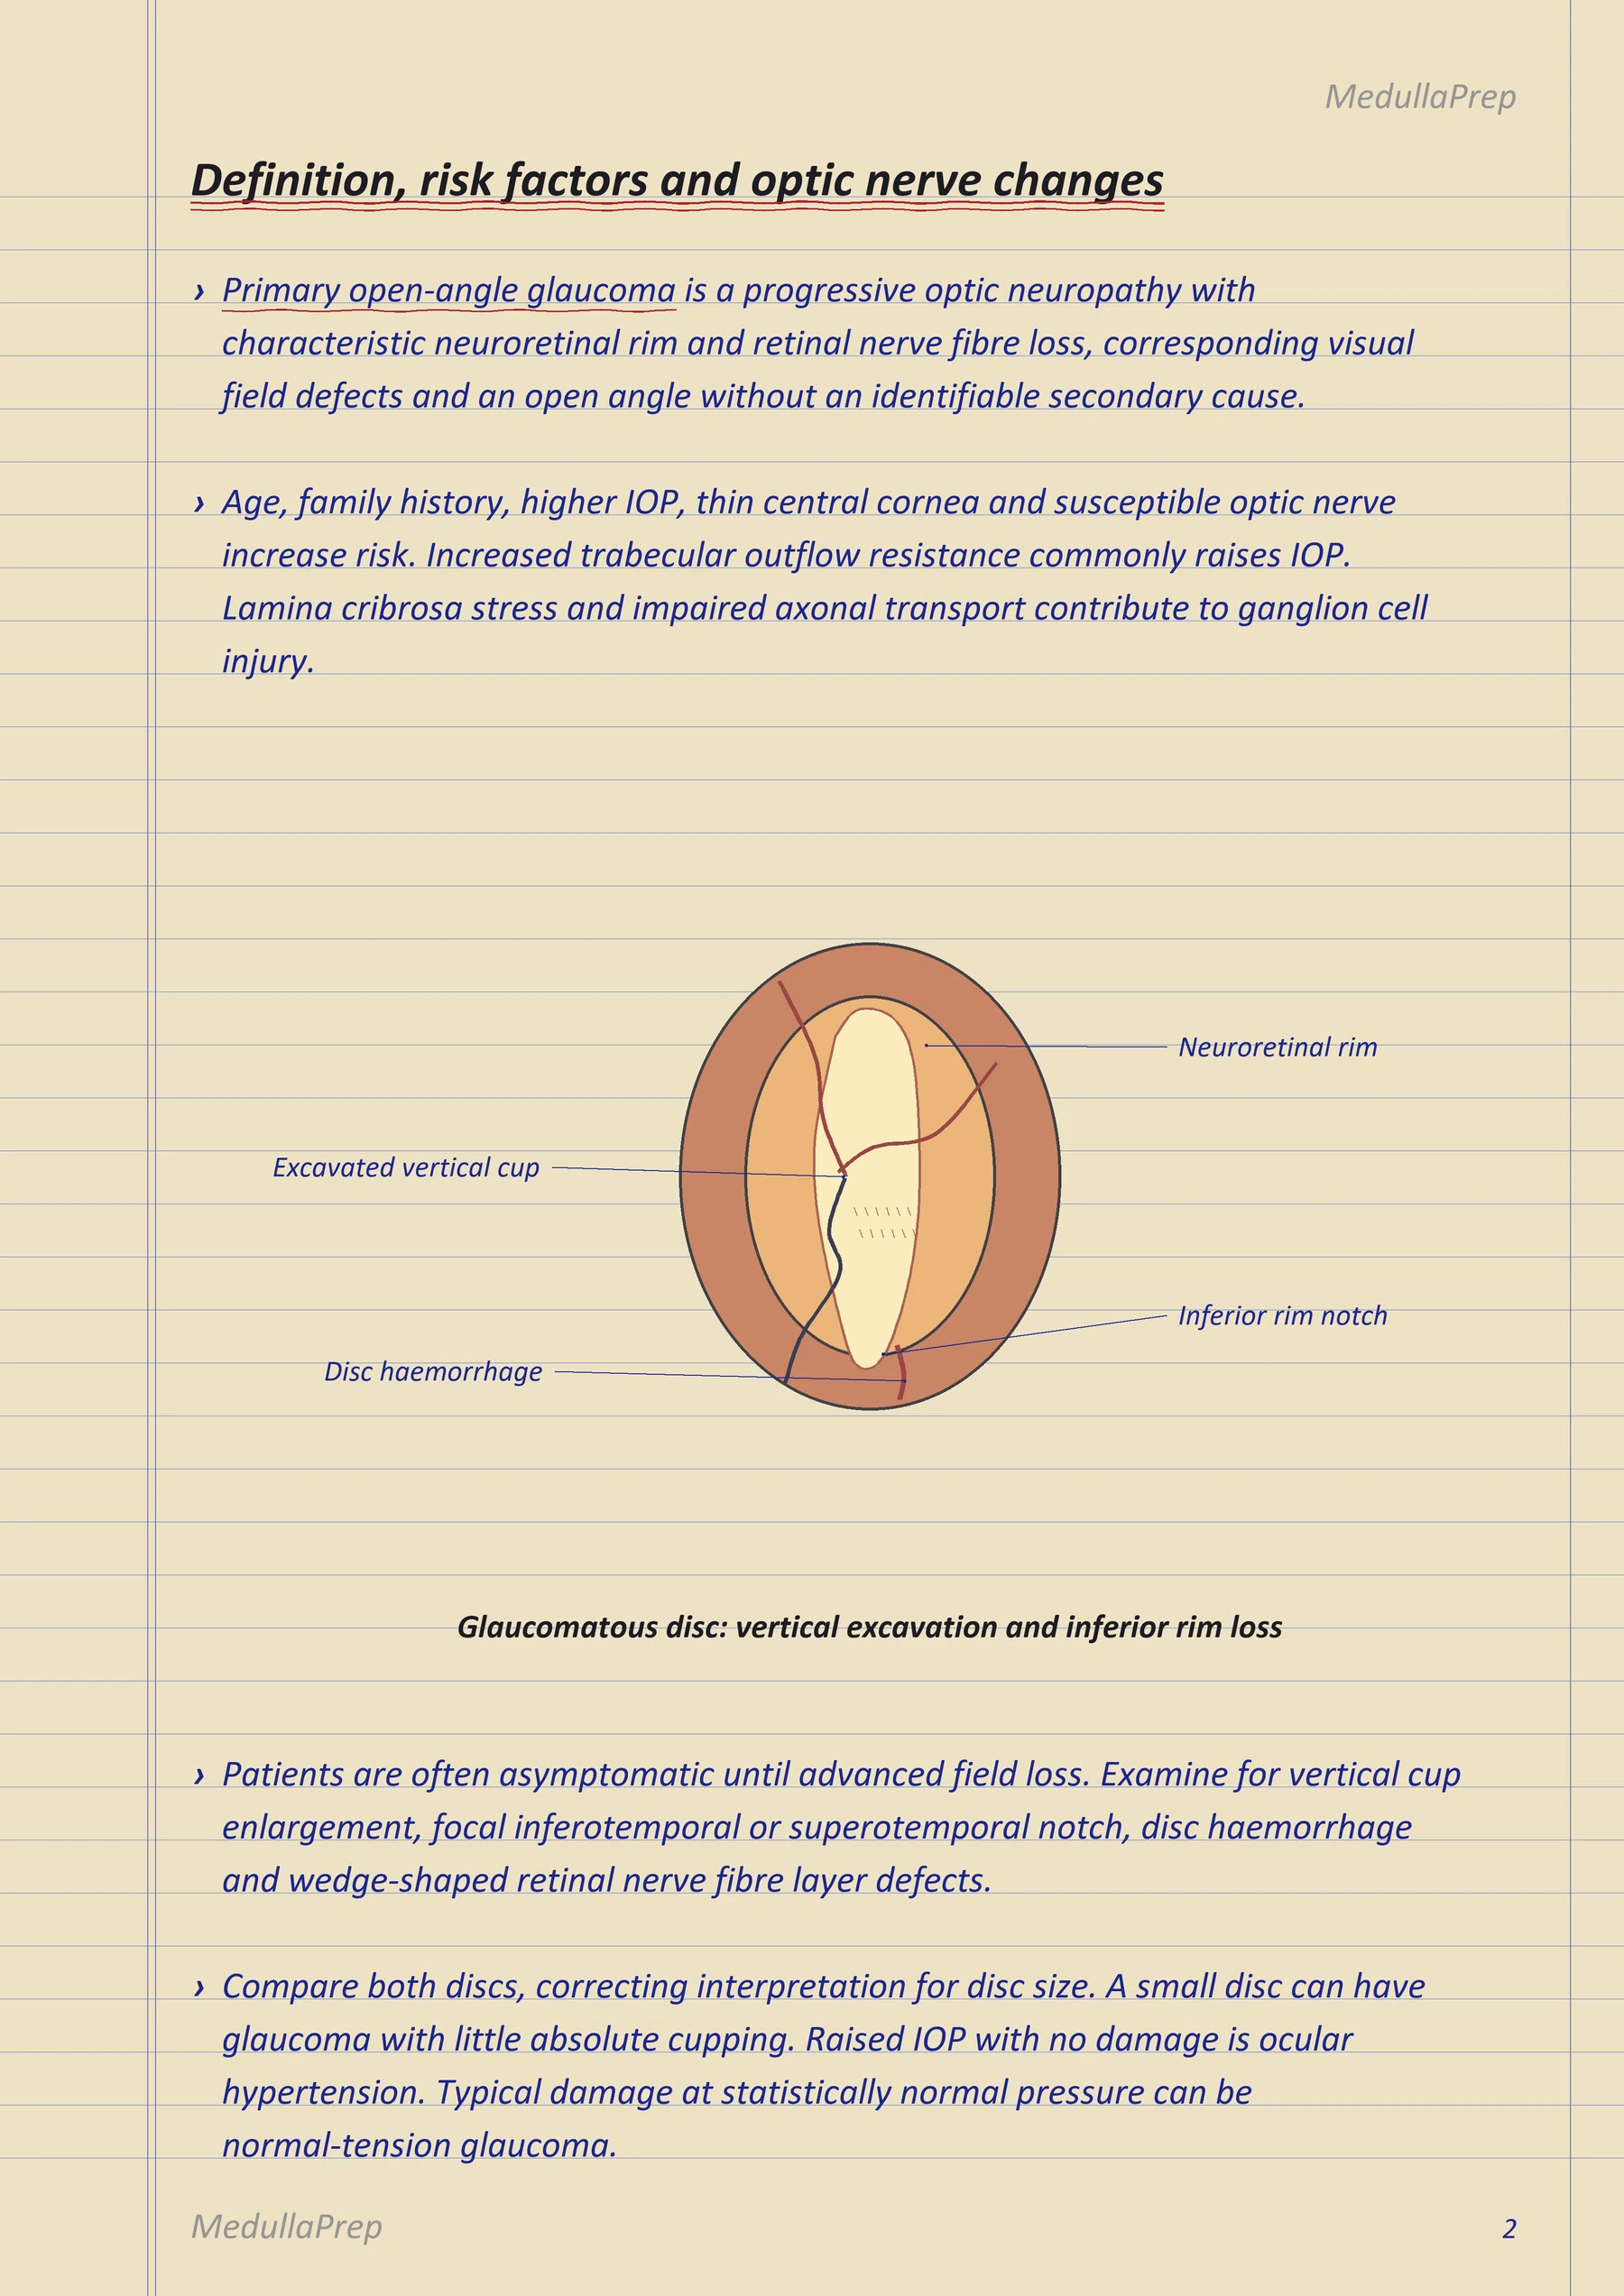 MedullaPrep
Definition, risk factors and optic nerve changes
› Primary open-angle glaucoma is a progressive optic neuropathy with
characteristic neuroretinal rim and retinal nerve fibre loss, corresponding visual
field defects and an open angle without an identifiable secondary cause.
› Age, family history, higher IOP, thin central cornea and susceptible optic nerve
increase risk. Increased trabecular outflow resistance commonly raises IOP.
Lamina cribrosa stress and impaired axonal transport contribute to ganglion cell
injury.
Neuroretinal rim
Excavated vertical cup
Inferior rim notch
Disc haemorrhage
Glaucomatous disc: vertical excavation and inferior rim loss
› Patients are often asymptomatic until advanced field loss. Examine for vertical cup
enlargement, focal inferotemporal or superotemporal notch, disc haemorrhage
and wedge-shaped retinal nerve fibre layer defects.
› Compare both discs, correcting interpretation for disc size. A small disc can have
glaucoma with little absolute cupping. Raised IOP with no damage is ocular
hypertension. Typical damage at statistically normal pressure can be
normal-tension glaucoma.
MedullaPrep
2